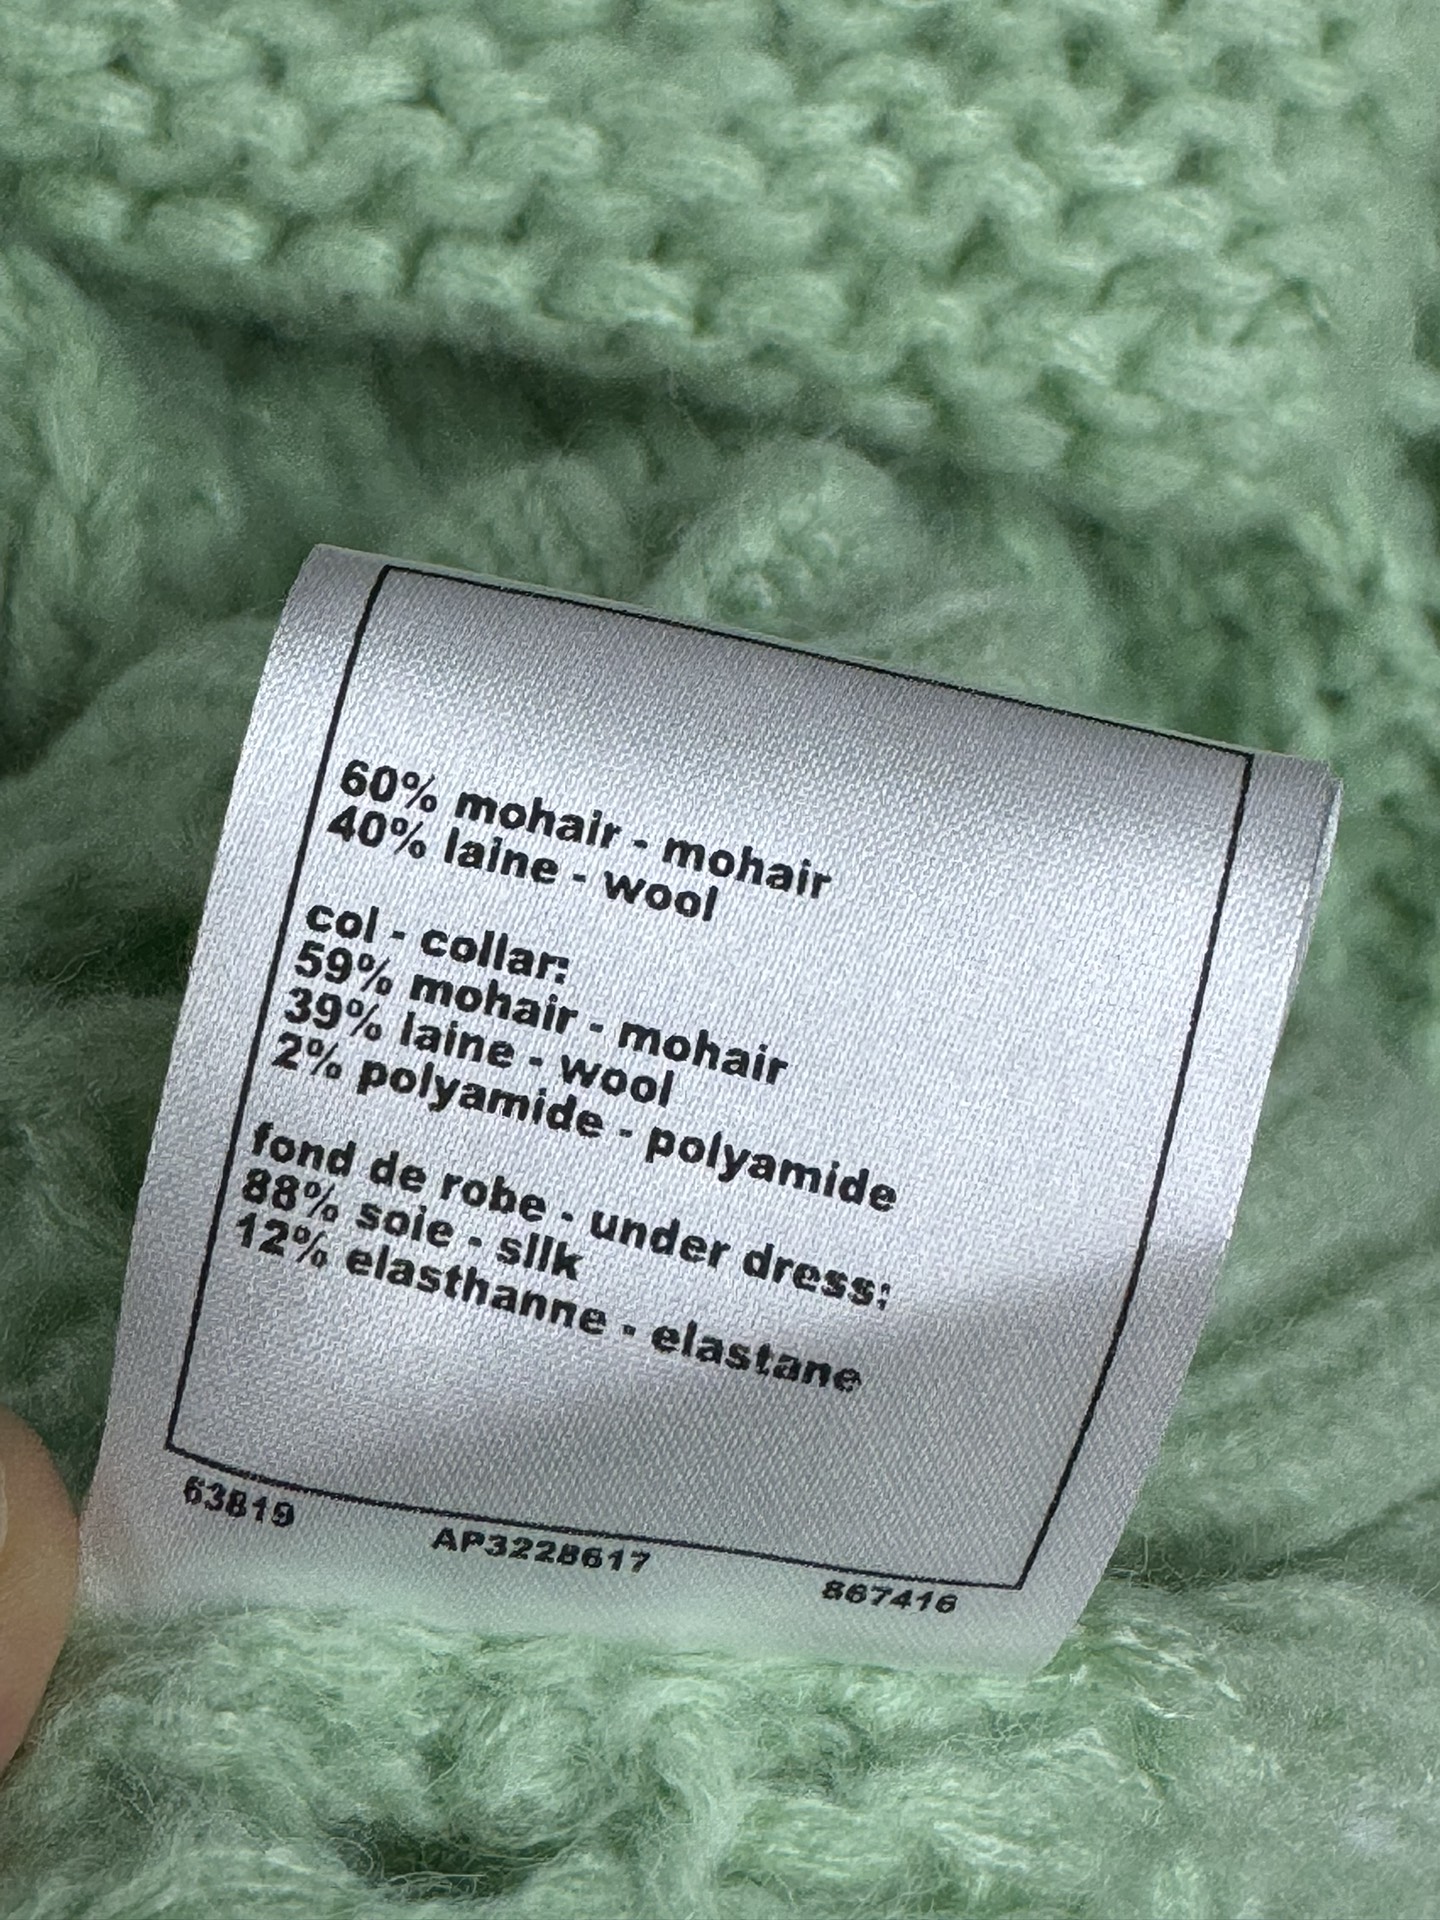 60% mohair - mohair
40% laine - wool
col - collar:
59% mohair - mohair
39% laine - wool
2% polyamide - polyamide
fond de robe - under dress:
88% soie - silk
12% elasthanne - elastane
63819 AP3228617 867416